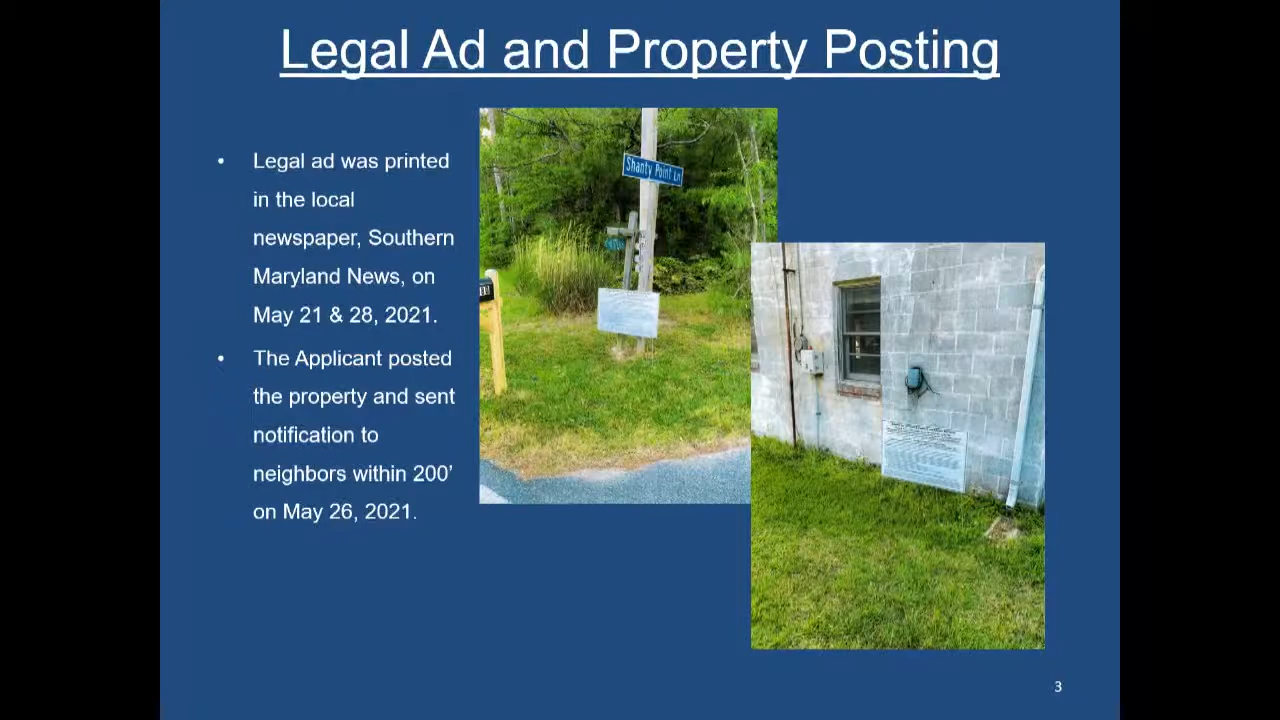 Legal Ad and Property Posting
• Legal ad was printed
in the local
newspaper, Southern
Maryland News, on
May 21 & 28, 2021.
• The Applicant posted
the property and sent
notification to
neighbors within 200’
on May 26, 2021.
Shanty Point Ln
3